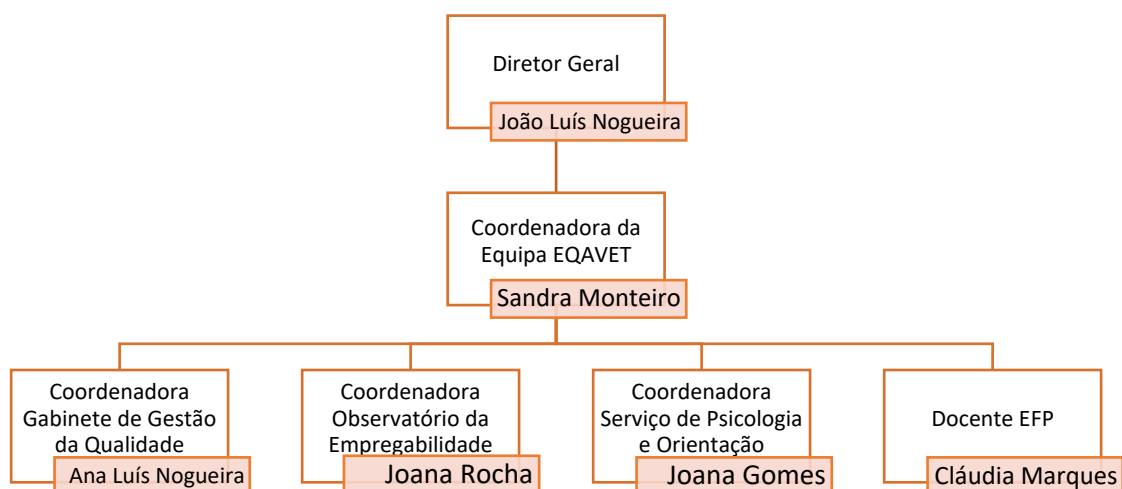 Diretor Geral
João Luís Nogueira
Coordenadora da
Equipa EQAVET
Sandra Monteiro
Coordenadora
Gabinete de Gestão
da Qualidade
Ana Luís Nogueira
Coordenadora
Observatório da
Empregabilidade
Joana Rocha
Coordenadora
Serviço de Psicologia
e Orientação
Joana Gomes
Docente EFP
Cláudia Marques